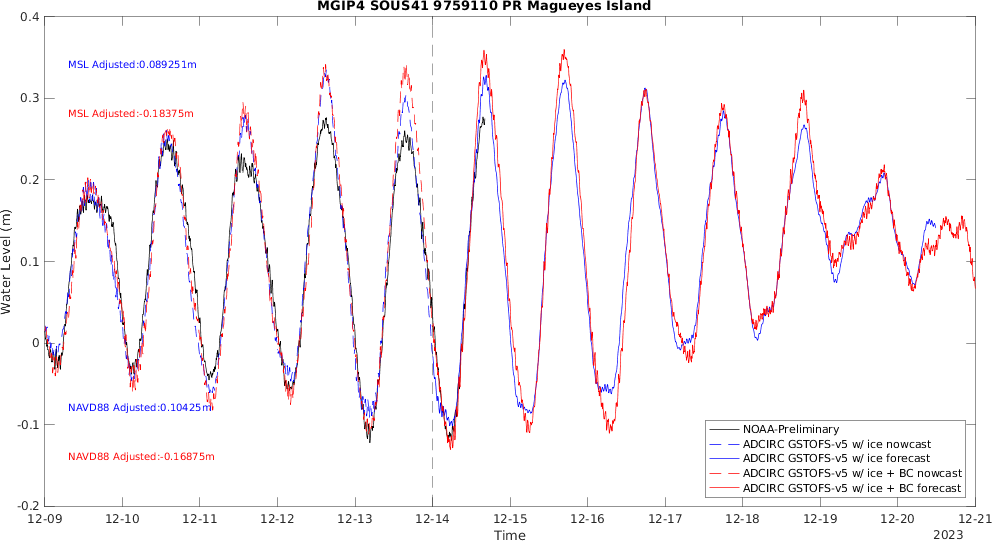 MGIP4 SOUS41 9759110 PR Magueyes Island
0.4
0.3
0.2
0.1
0
-0.1
-0.2
Water Level (m)
MSL Adjusted:0.089251m
MSL Adjusted:-0.18375m
NAVD88 Adjusted:0.10425m
NAVD88 Adjusted:-0.16875m
NOAA-Preliminary
ADCIRC GSTOFS-v5 w/ ice nowcast
ADCIRC GSTOFS-v5 w/ ice forecast
ADCIRC GSTOFS-v5 w/ ice + BC nowcast
ADCIRC GSTOFS-v5 w/ ice + BC forecast
12-09 12-10 12-11 12-12 12-13 12-14 12-15 12-16 12-17 12-18 12-19 12-20 12-21
Time
2023